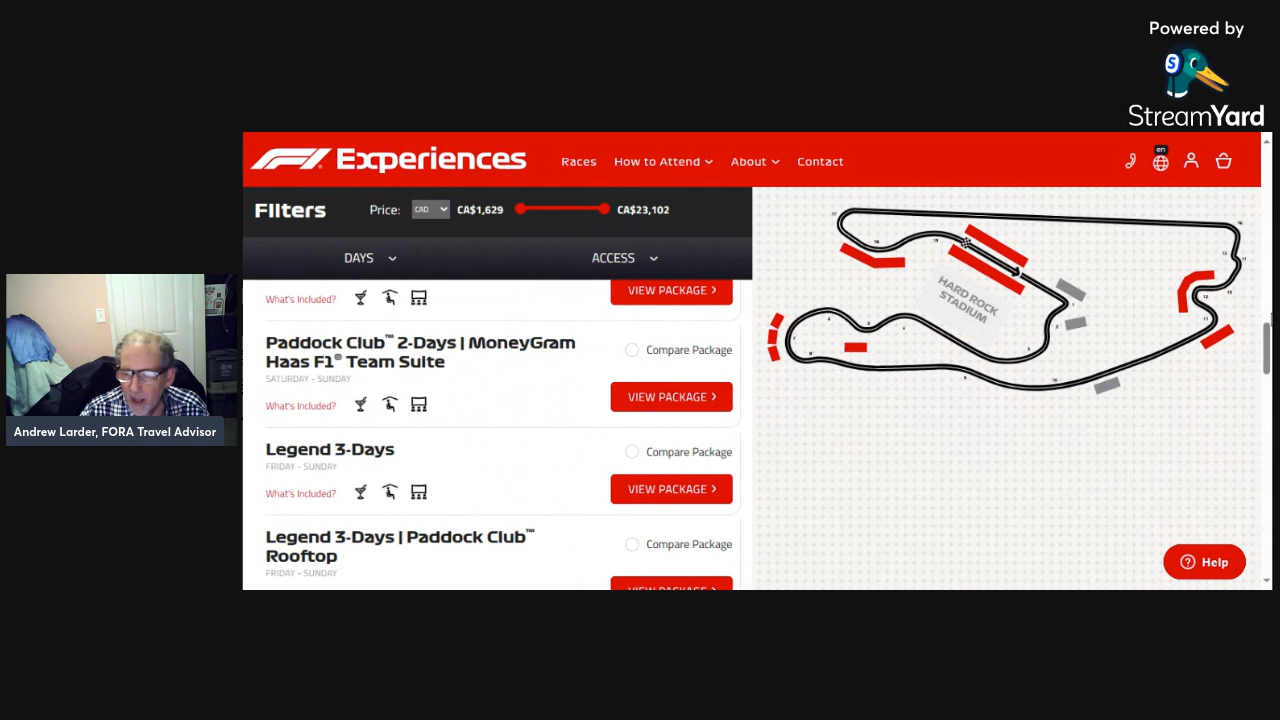 Powered by
StreamYard
Experiences
Races
How to Attend
About
Contact
en
Filters
Price:
CAD
CA$1,629
CA$23,102
DAYS
ACCESS
What's Included?
VIEW PACKAGE >
Paddock Club™ 2-Days | MoneyGram
Haas F1® Team Suite
SATURDAY - SUNDAY
Compare Package
What's Included?
VIEW PACKAGE >
Legend 3-Days
FRIDAY - SUNDAY
Compare Package
What's Included?
VIEW PACKAGE >
Legend 3-Days | Paddock Club™
Rooftop
FRIDAY - SUNDAY
Compare Package
VIEW PACKAGE >
HARD ROCK
STADIUM
Help
Andrew Larder, FORA Travel Advisor